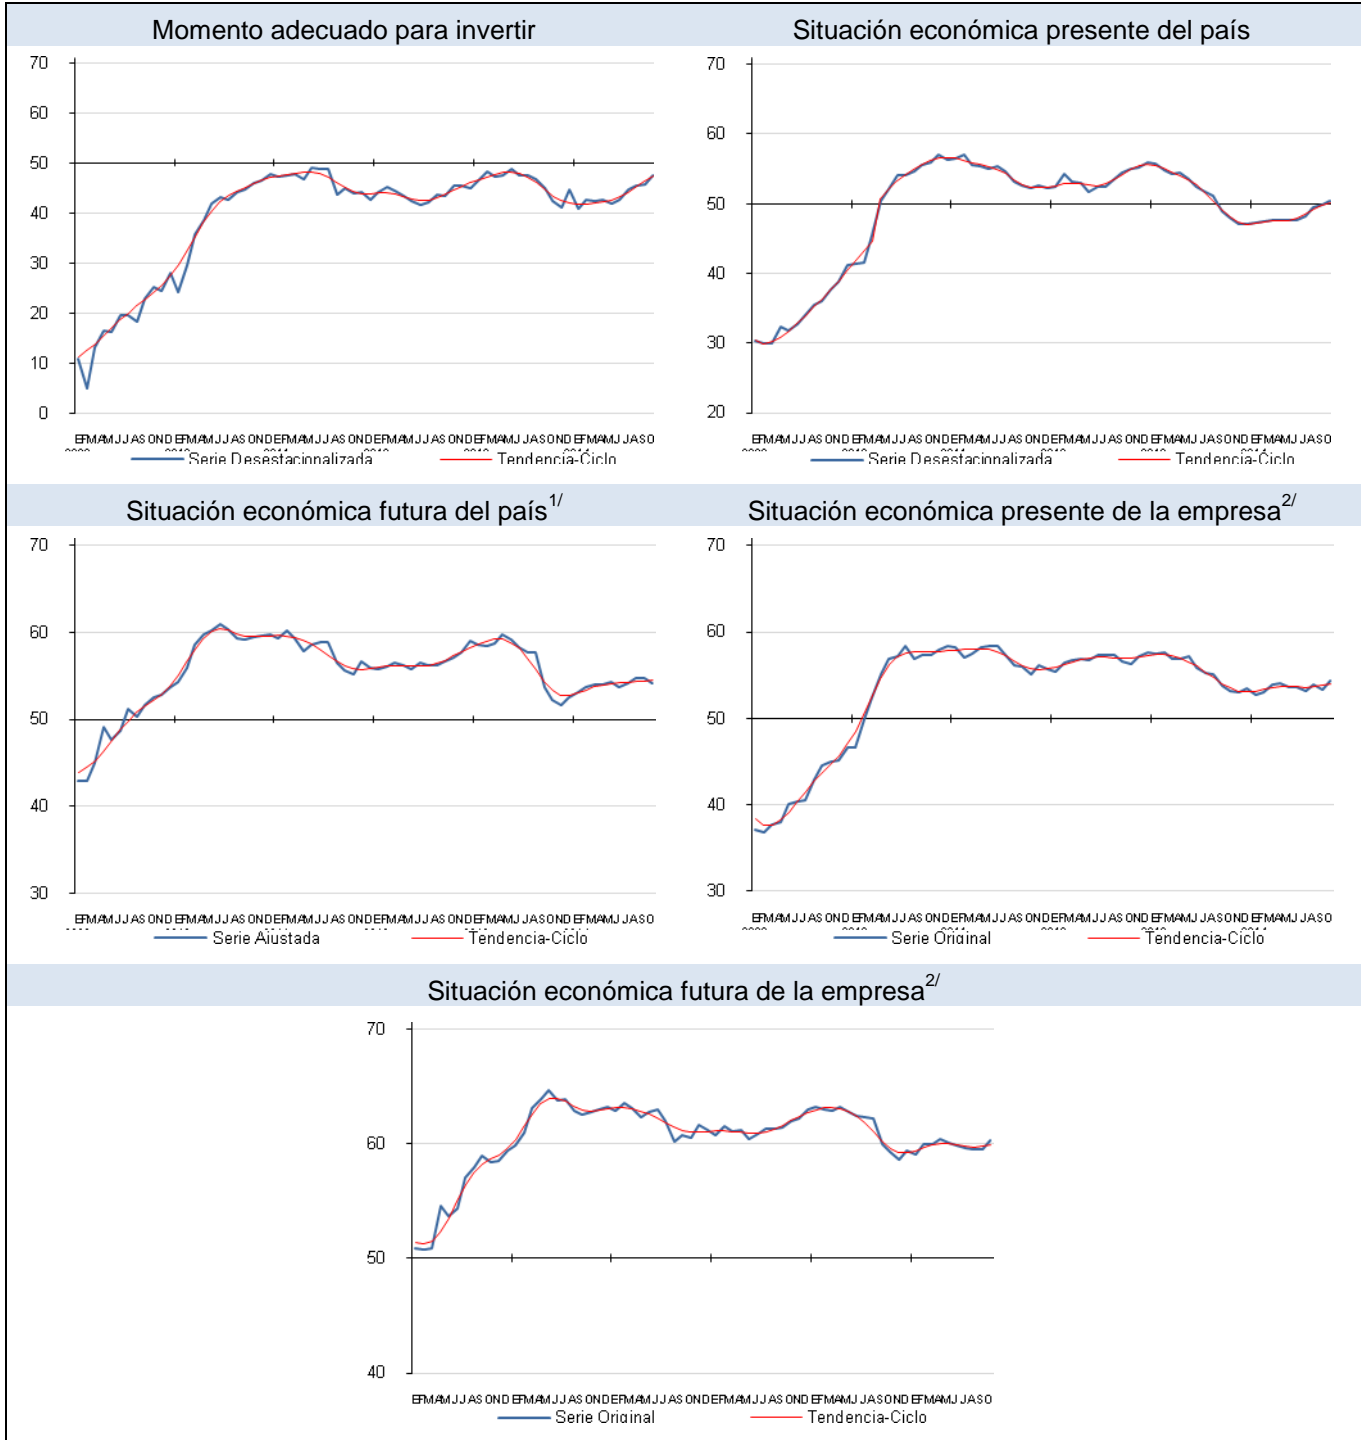 Momento adecuado para invertir
70
60
50
40
30
20
10
0
EFMAMJJASONDEFMAMJJASONDEFMAMJJASONDEFMAMJJASONDEFMAMJJASONDEFMAMJJASO
Serie Desestacionalizada Tendencia-Ciclo
Situación económica presente del país
70
60
50
40
30
20
EFMAMJJASONDEFMAMJJASONDEFMAMJJASONDEFMAMJJASONDEFMAMJJASONDEFMAMJJASO
Serie Desestacionalizada Tendencia-Ciclo
Situación económica futura del país1/
70
60
50
40
30
EFMAMJJASONDEFMAMJJASONDEFMAMJJASONDEFMAMJJASONDEFMAMJJASONDEFMAMJJASO
Serie Ajustada Tendencia-Ciclo
Situación económica presente de la empresa2/
70
60
50
40
30
EFMAMJJASONDEFMAMJJASONDEFMAMJJASONDEFMAMJJASONDEFMAMJJASONDEFMAMJJASO
Serie Original Tendencia-Ciclo
Situación económica futura de la empresa2/
70
60
50
40
EFMAMJJASONDEFMAMJJASONDEFMAMJJASONDEFMAMJJASONDEFMAMJJASONDEFMAMJJASO
Serie Original Tendencia-Ciclo